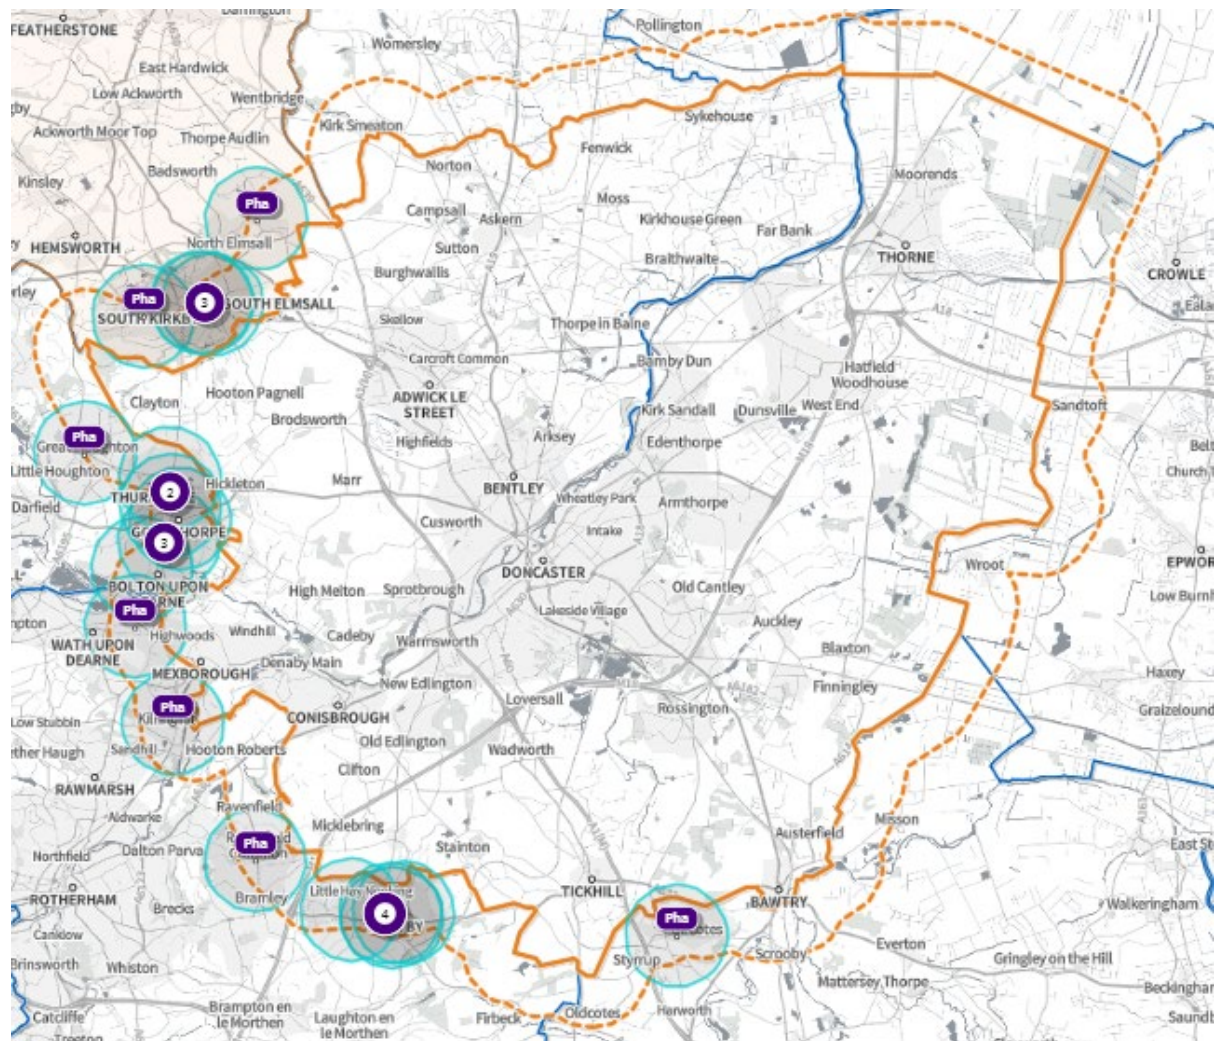 Darrington
FEATHERSTONE
Pollington
Womersley
East Hardwick
Low Ackworth
Wentbridge
Kirk Smeaton
Ackworth Moor Top
Thorpe Audlin
Sykehouse
Fenwick
Norton
Badsworth
Kinsley
Moorends
Pha
Moss
Campsall
Askern
Kirkhouse Green
Far Bank
HEMSWORTH
North Elmsall
Sutton
Braithwaite
THORNE
Burghwallis
CROWLE
Pha
3
SOUTH ELMSALL
SOUTH KIRKB
A18
Skellow
Thorpe in Balne
Carcroft Common
Barnby Dun
Hatfield
Woodhouse
Hooton Pagnell
ADWICK LE
STREET
Clayton
Brodsworth
Kirk Sandall
Dunsville
West End
Sandtoft
Pha
Highfields
Arksey
Edenthorpe
Little Houghton
Hickleton
Marr
BENTLEY
2
Wheatley Park
Armthorpe
Darfield
Cusworth
Intake
3
DONCASTER
Wroot
BOLTON UPON
High Melton
Sprotbrough
Old Cantley
Pha
Lakeside Village
Highwoods
Windhill
Cadeby
Warmsworth
Auckley
WATH UPON
DEARNE
Denaby Main
Blaxton
MEXBOROUGH
New Edlington
Finningley
Haxey
Loversall
Rossington
Pha
CONISBROUGH
Low Stubbin
Graizelound
Sandhill
Hooton Roberts
Old Edlington
Wadworth
RAWMARSH
Clifton
Ravenfield
Aldwarke
Micklebring
Misson
Austerfield
Pha
Dalton Parva
Stainton
Northfield
Bramley
TICKHILL
ROTHERHAM
BAWTRY
Walkeringham
Brecks
4
Pha
Canklow
Everton
Styrrup
Scrooby
Gringley on the Hill
Whiston
Mattersey Thorpe
Brampton en
le Morthen
Laughton en
le Morthen
Firbeck
Oldcotes
Harworth
Catcliffe
Treeton